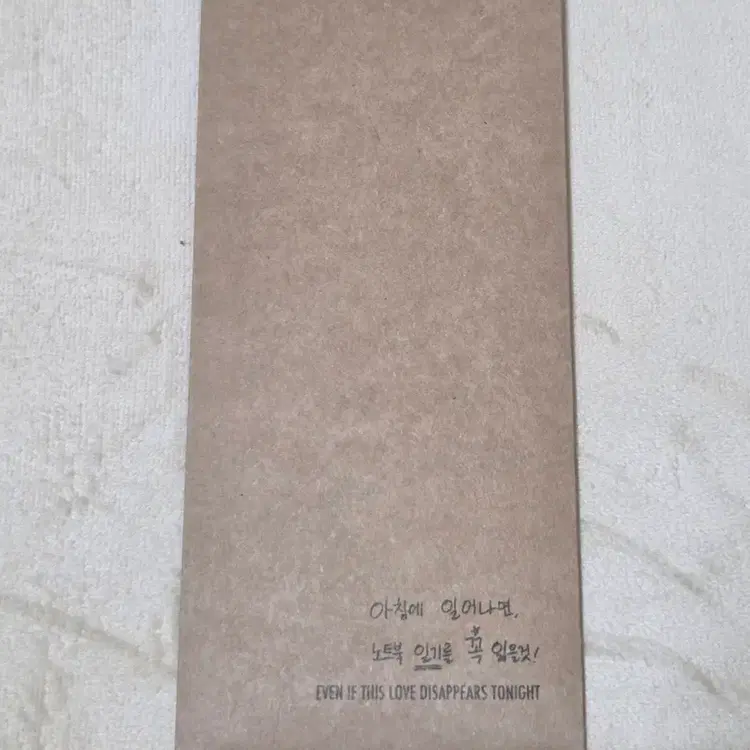 아침에 일어나면,
노트북 일기를 꼭 읽을것!
EVEN IF THIS LOVE DISAPPEARS TONIGHT